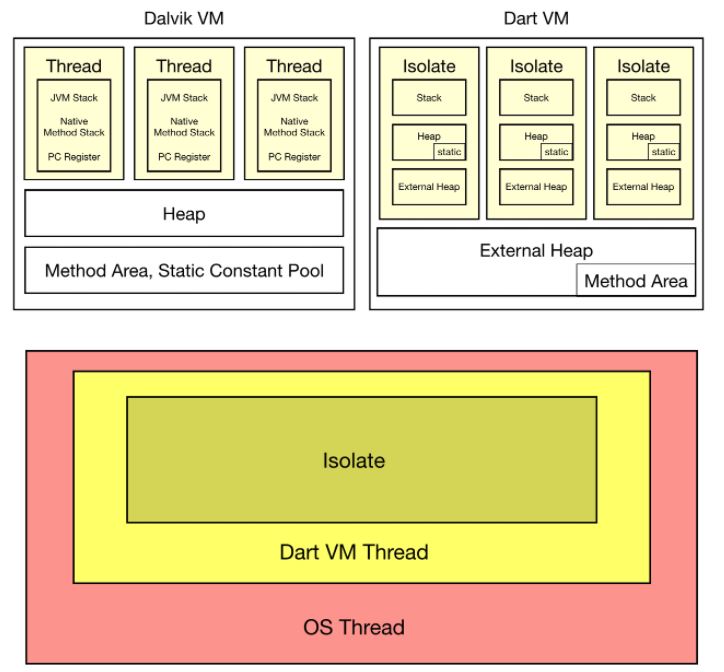 Dalvik VM
Thread
JVM Stack
Native
Method Stack
PC Register
Thread
JVM Stack
Native
Method Stack
PC Register
Thread
JVM Stack
Native
Method Stack
PC Register
Heap
Method Area, Static Constant Pool
Dart VM
Isolate
Stack
Heap
static
External Heap
Isolate
Stack
Heap
static
External Heap
Isolate
Stack
Heap
static
External Heap
External Heap
Method Area
Isolate
Dart VM Thread
OS Thread